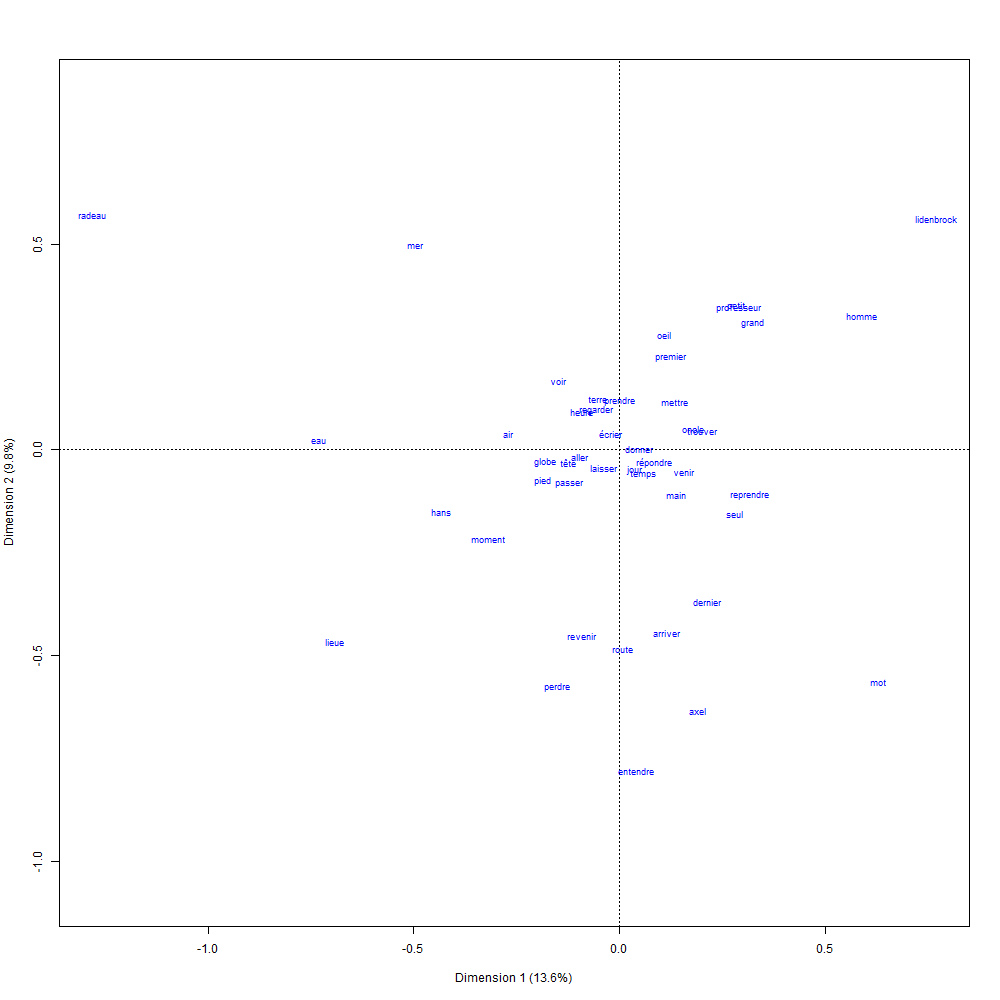 radeau
lidenbrock
mer
0.5
petit
professeur
homme
grand
oeil
premier
voir
terre
prendre
mettre
regarder
heure
oncle
trouver
air
écrier
eau
donner
0.0
aller
globe
tête
répondre
laisser
jour
temps
venir
pied
passer
main
reprendre
hans
seul
moment
Dimension 2 (9.8%)
dernier
arriver
revenir
lieue
route
-0.5
mot
perdre
axel
entendre
-1.0
-1.0 -0.5 0.0 0.5
Dimension 1 (13.6%)